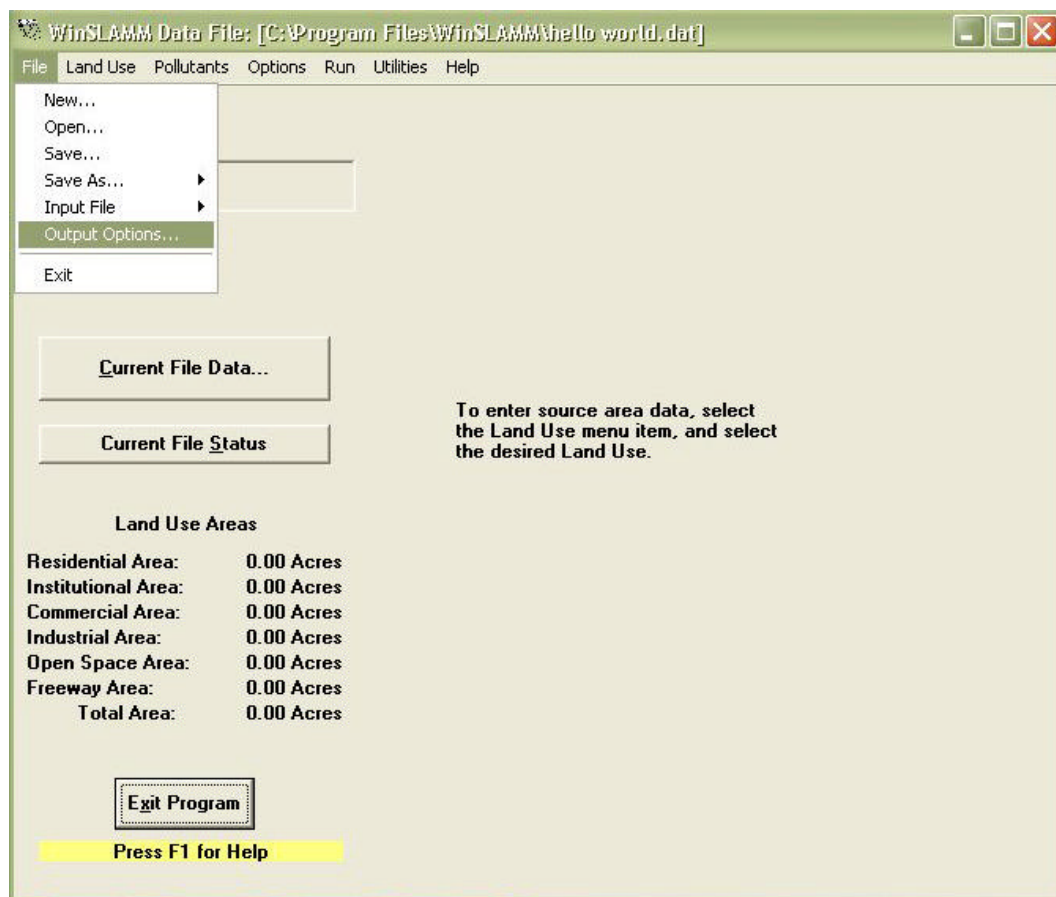 WinSLAMM Data File: [C:\Program Files\WinSLAMM\hello world.dat]
File Land Use Pollutants Options Run Utilities Help
New...
Open...
Save...
Save As...
Input File
Output Options...
Exit
Current File Data...
Current File Status
To enter source area data, select
the Land Use menu item, and select
the desired Land Use.
Land Use Areas
Residential Area: 0.00 Acres
Institutional Area: 0.00 Acres
Commercial Area: 0.00 Acres
Industrial Area: 0.00 Acres
Open Space Area: 0.00 Acres
Freeway Area: 0.00 Acres
Total Area: 0.00 Acres
Exit Program
Press F1 for Help